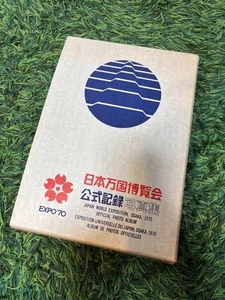 日本万国博覧会
公式記録写真集
JAPAN WORLD EXPOSITION, OSAKA, 1970
OFFICIAL PHOTO ALBUM
EXPOSITION UNIVERSELLE DU JAPON, OSAKA, 1970
ALBUM DE PHOTOS OFFICIELLES
EXPO'70